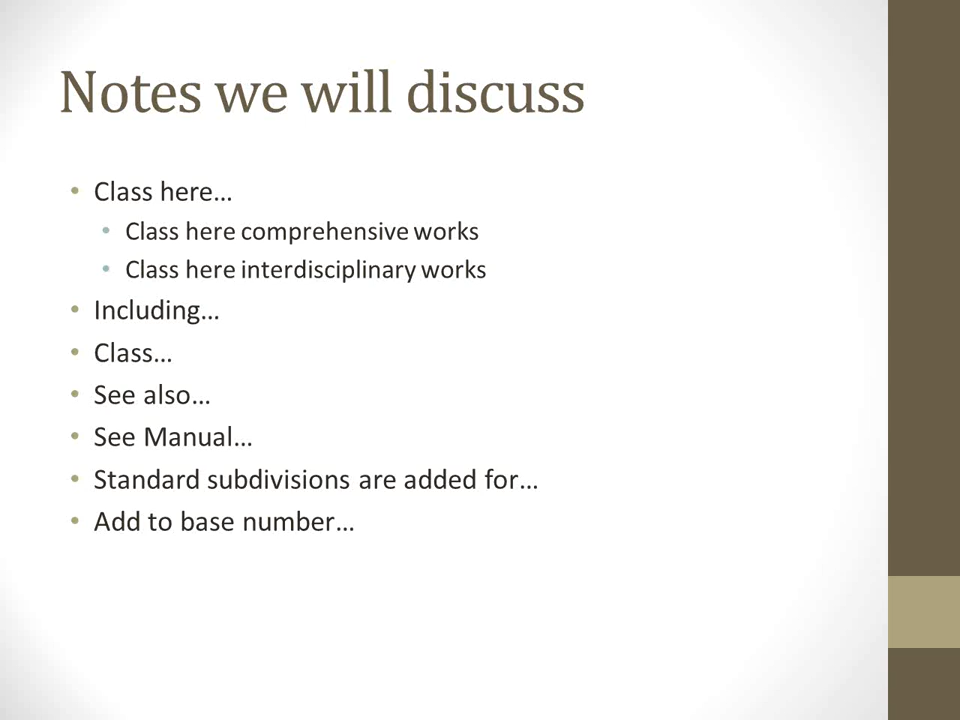 Notes we will discuss
• Class here…
• Class here comprehensive works
• Class here interdisciplinary works
• Including…
• Class…
• See also…
• See Manual…
• Standard subdivisions are added for…
• Add to base number…